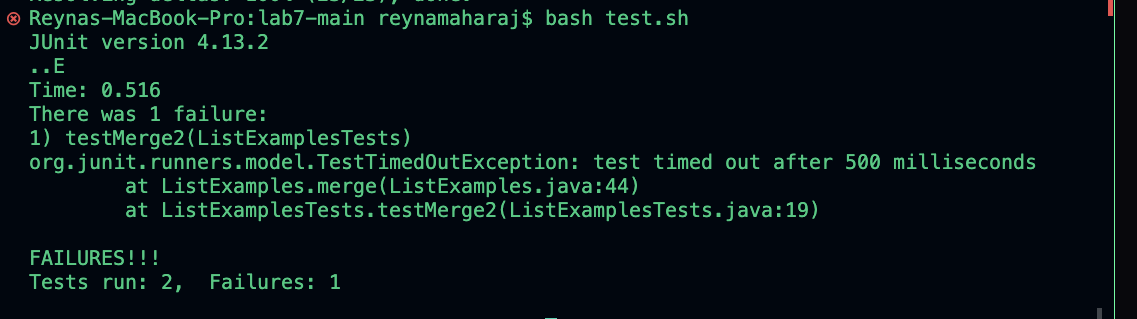 Reynas-MacBook-Pro:lab7-main reynamaharaj$ bash test.sh
JUnit version 4.13.2
..E
Time: 0.516
There was 1 failure:
1) testMerge2(ListExamplesTests)
org.junit.runners.model.TestTimedOutException: test timed out after 500 milliseconds
        at ListExamples.merge(ListExamples.java:44)
        at ListExamplesTests.testMerge2(ListExamplesTests.java:19)

FAILURES!!!
Tests run: 2,  Failures: 1